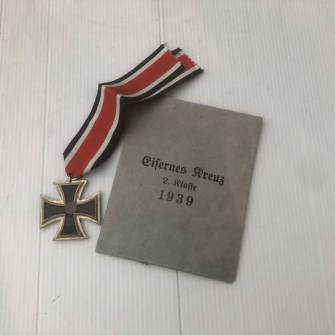 Eisernes Kreuz
2. Klasse
1939